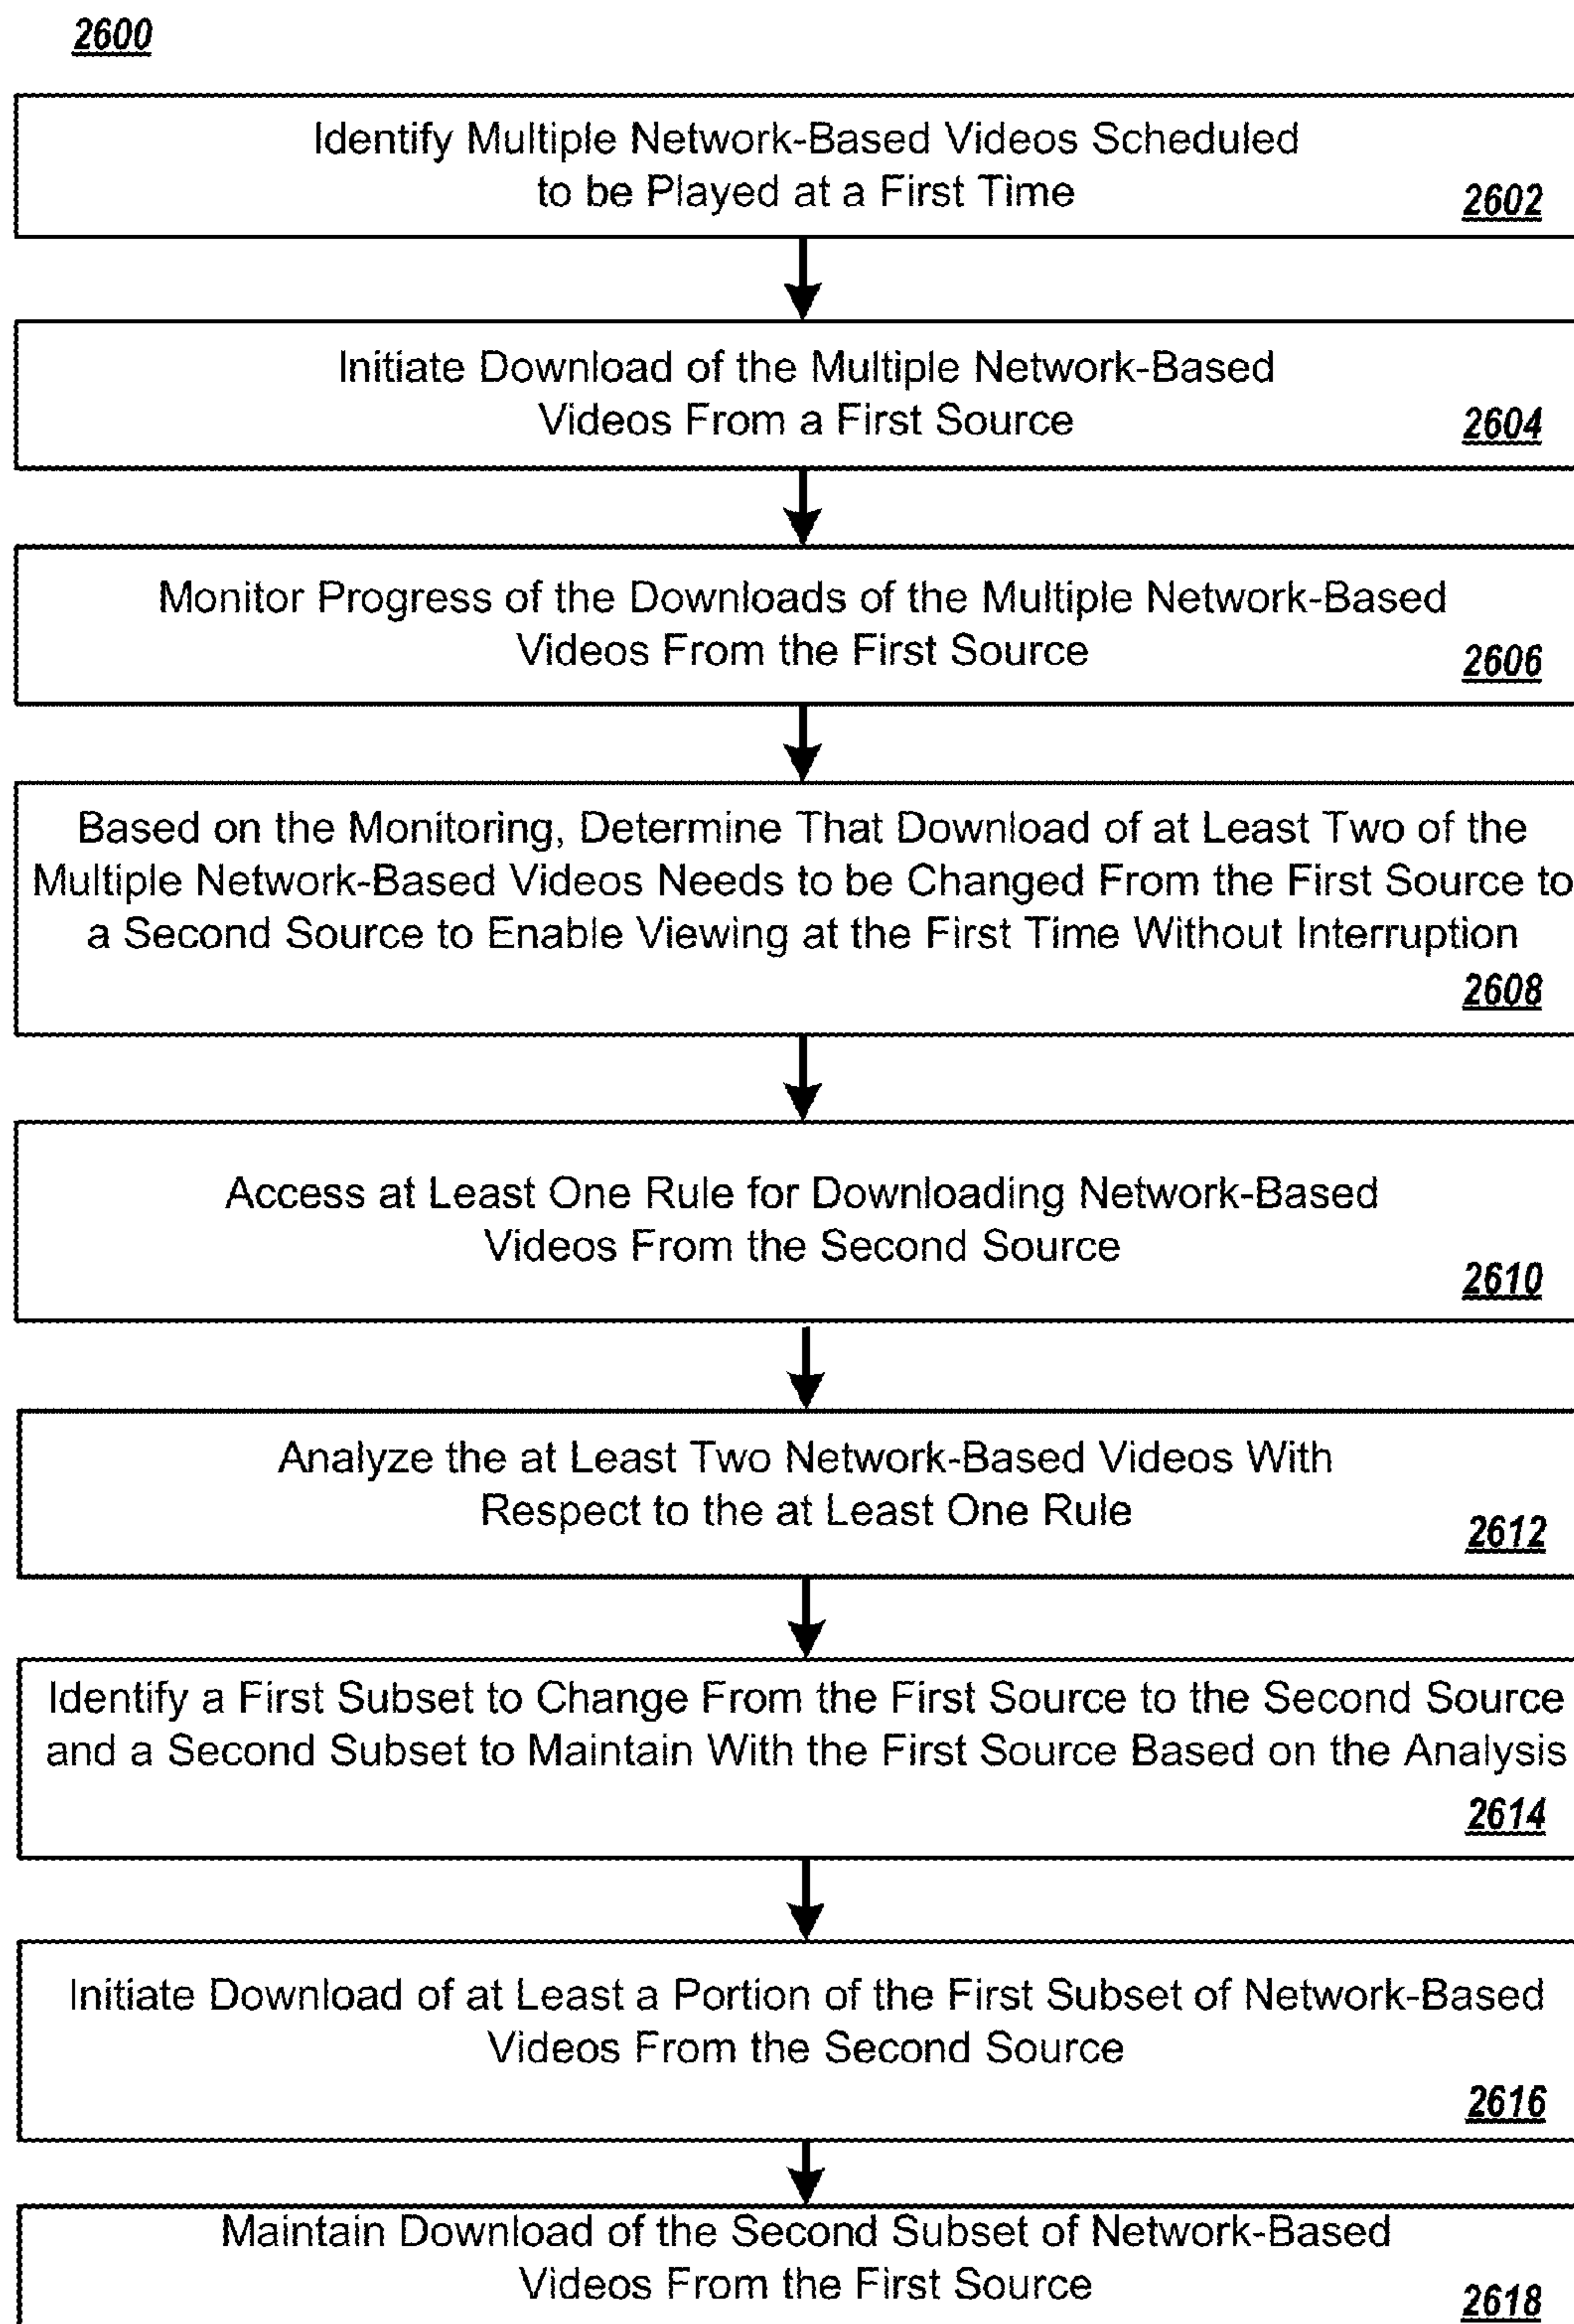 2600
Identify Multiple Network-Based Videos Scheduled
to be Played at a First Time
2602
Initiate Download of the Multiple Network-Based
Videos From a First Source
2604
Monitor Progress of the Downloads of the Multiple Network-Based
Videos From the First Source
2606
Based on the Monitoring, Determine That Download of at Least Two of the
Multiple Network-Based Videos Needs to be Changed From the First Source to
a Second Source to Enable Viewing at the First Time Without Interruption
2608
Access at Least One Rule for Downloading Network-Based
Videos From the Second Source
2610
Analyze the at Least Two Network-Based Videos With
Respect to the at Least One Rule
2612
Identify a First Subset to Change From the First Source to the Second Source
and a Second Subset to Maintain With the First Source Based on the Analysis
2614
Initiate Download of at Least a Portion of the First Subset of Network-Based
Videos From the Second Source
2616
Maintain Download of the Second Subset of Network-Based
Videos From the First Source
2618